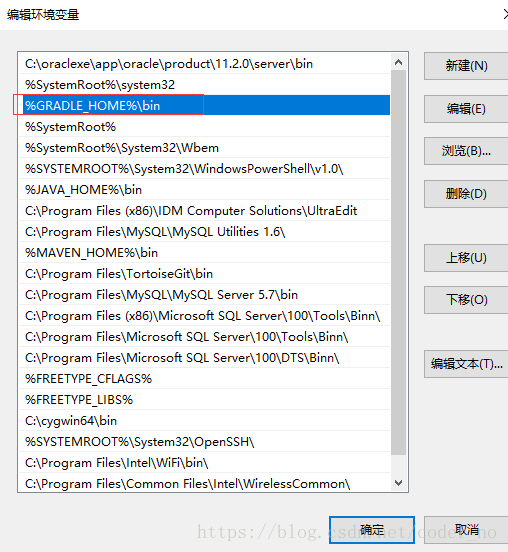 编辑环境变量
C:\oraclexe\app\oracle\product\11.2.0\server\bin
%SystemRoot%\system32
%GRADLE_HOME%\bin
%SystemRoot%
%SystemRoot%\System32\Wbem
%SYSTEMROOT%\System32\WindowsPowerShell\v1.0\
%JAVA_HOME%\bin
C:\Program Files (x86)\IDM Computer Solutions\UltraEdit
C:\Program Files\MySQL\MySQL Utilities 1.6\
%MAVEN_HOME%\bin
C:\Program Files\TortoiseGit\bin
C:\Program Files\MySQL\MySQL Server 5.7\bin
C:\Program Files (x86)\Microsoft SQL Server\100\Tools\Binn\
C:\Program Files\Microsoft SQL Server\100\Tools\Binn\
C:\Program Files\Microsoft SQL Server\100\DTS\Binn\
%FREETYPE_CFLAGS%
%FREETYPE_LIBS%
C:\cygwin64\bin
%SYSTEMROOT%\System32\OpenSSH\
C:\Program Files\Intel\WiFi\bin\
C:\Program Files\Common Files\Intel\WirelessCommon\
新建(N)
编辑(E)
浏览(B)...
删除(D)
上移(U)
下移(O)
编辑文本(T)...
确定
取消